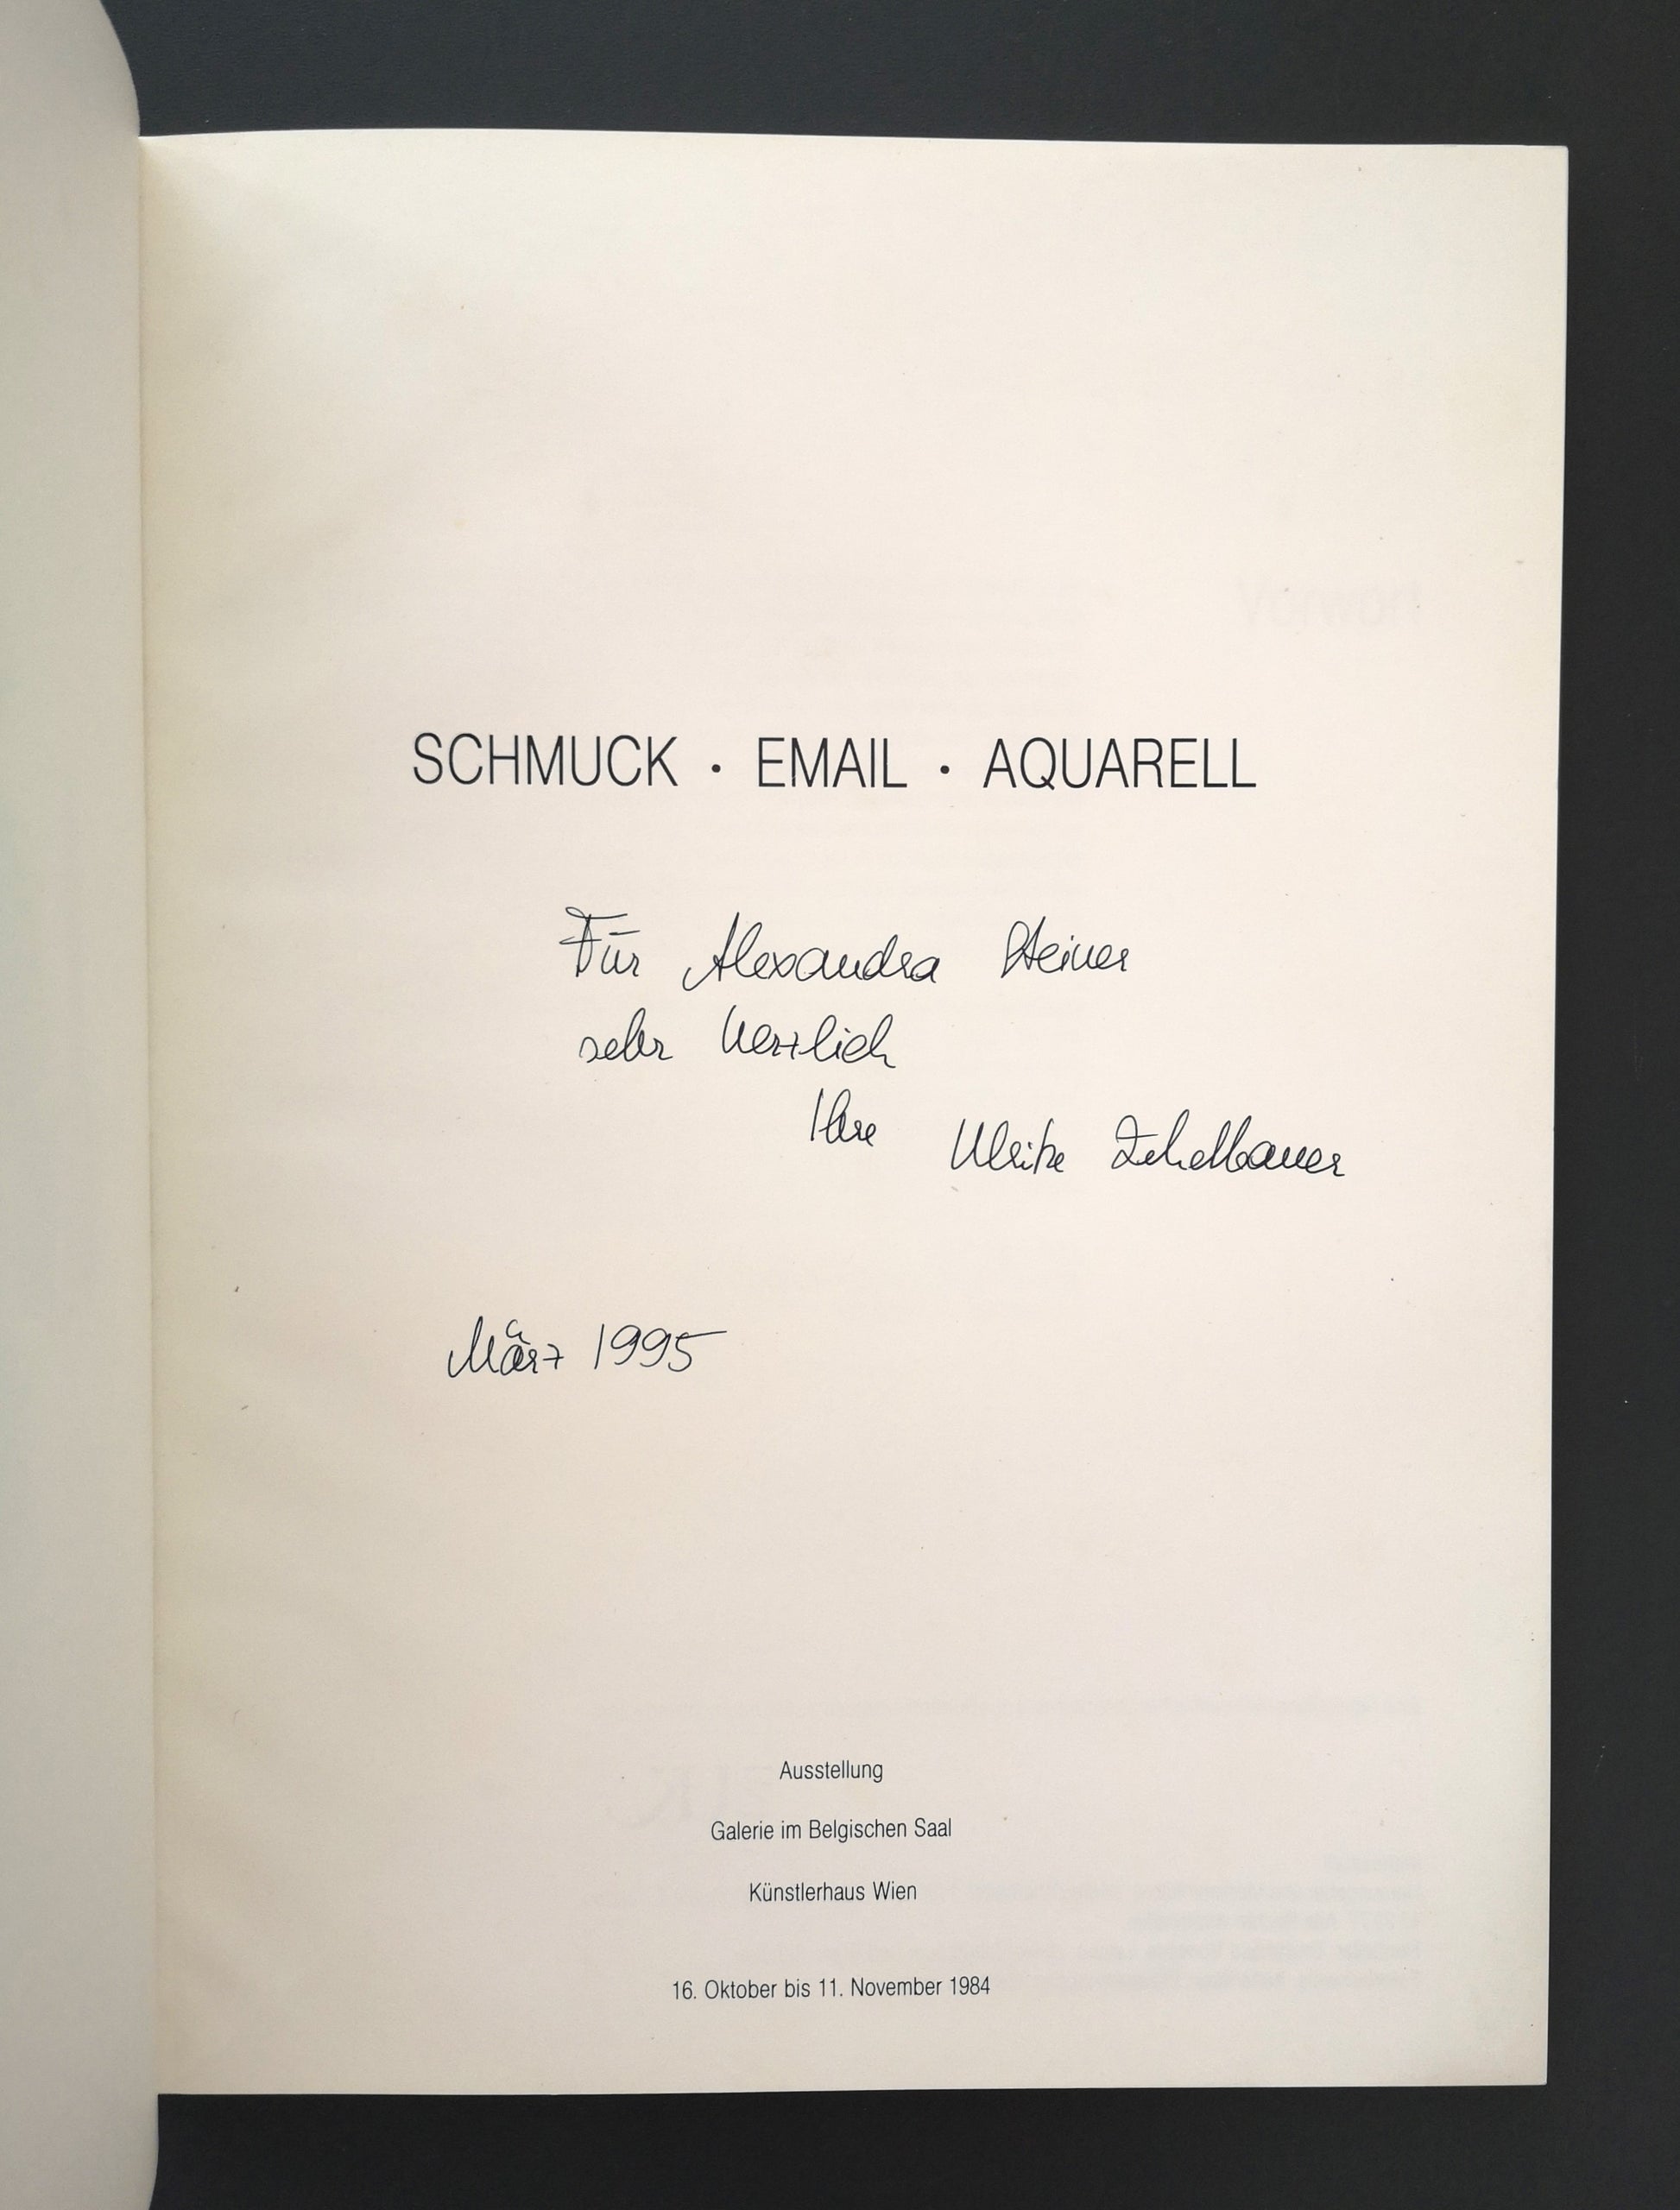 SCHMUCK · EMAIL · AQUARELL
Für Alexandra Steiner
sehr herzlich
Ihre Ulrike Zehetbauer
März 1995
Ausstellung
Galerie im Belgischen Saal
Künstlerhaus Wien
16. Oktober bis 11. November 1984